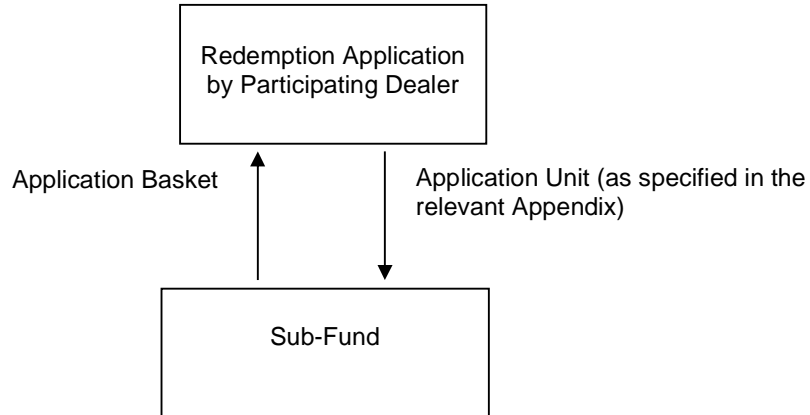 Redemption Application
by Participating Dealer
Application Basket
Application Unit (as specified in the
relevant Appendix)
Sub-Fund